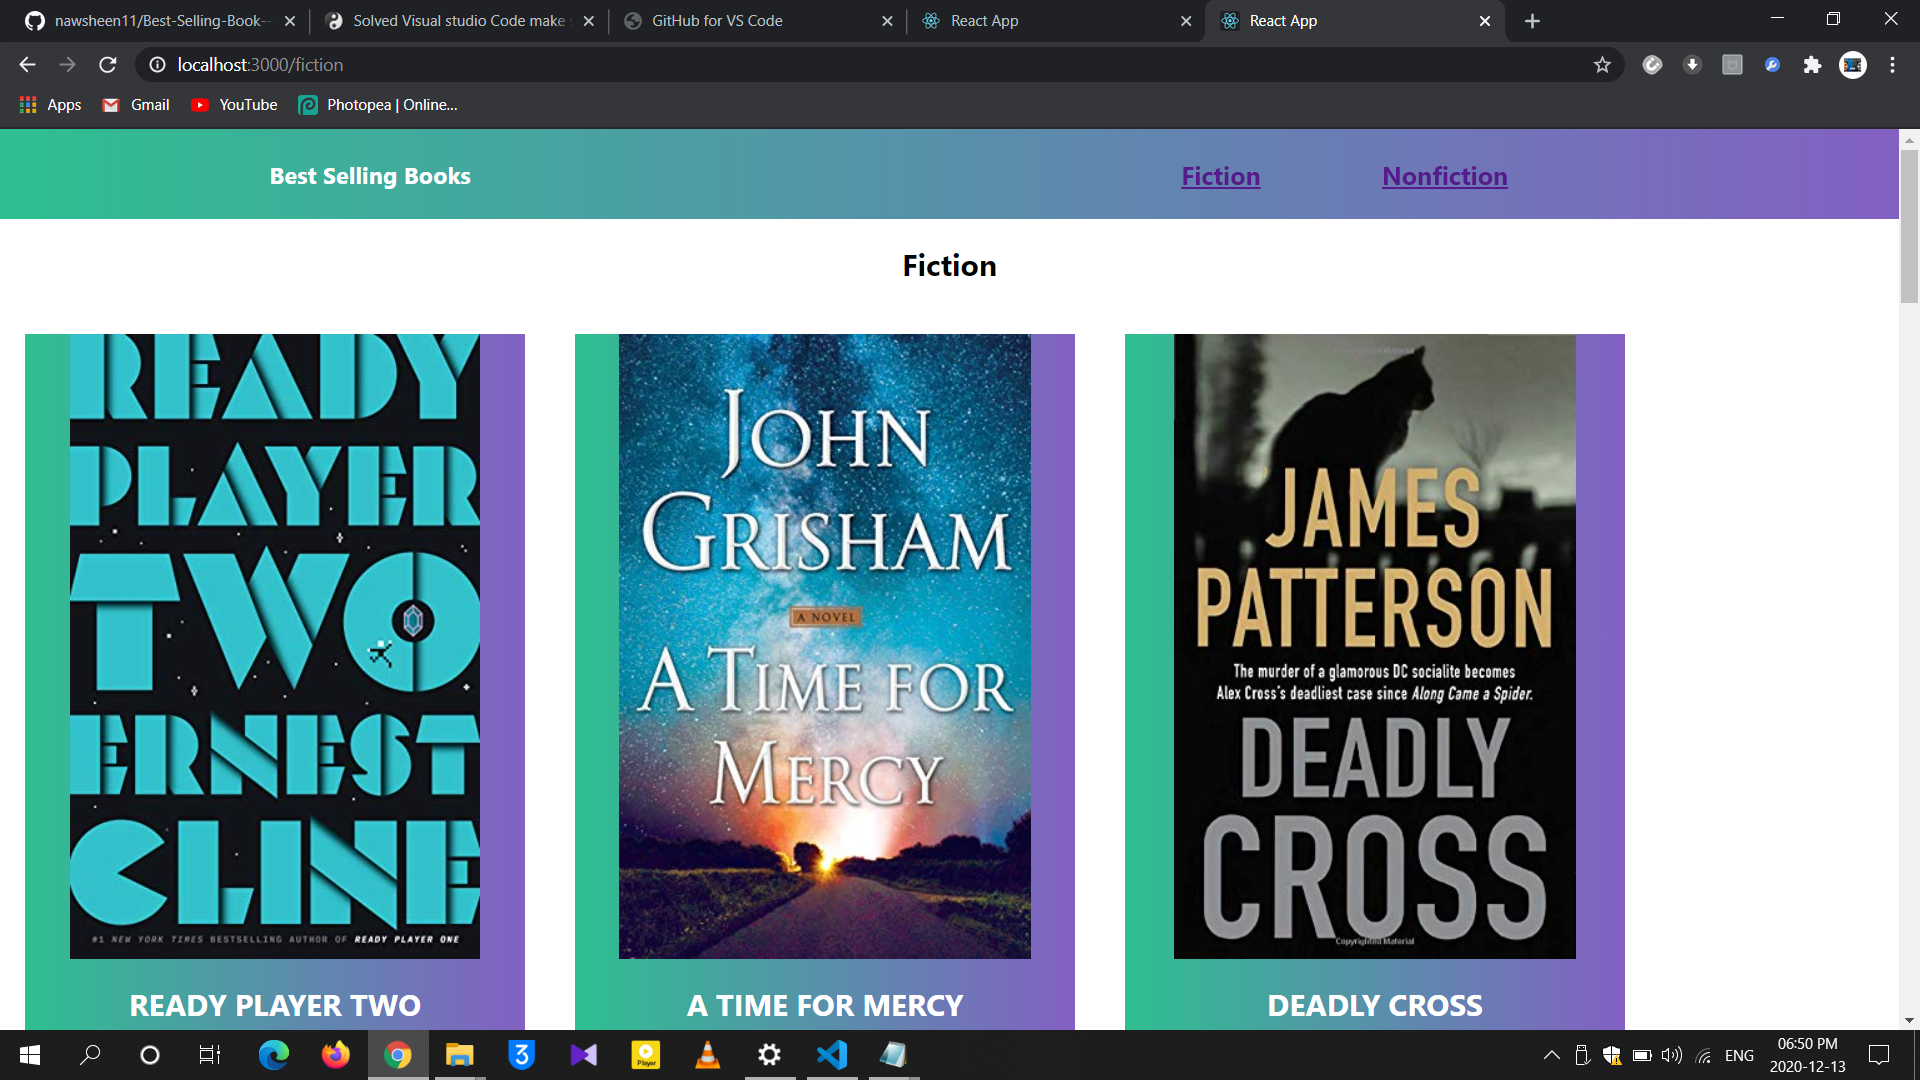 nawsheen11/Best-Selling-Book-
Solved Visual studio Code make
GitHub for VS Code
React App
React App
localhost:3000/fiction
Apps
Gmail
YouTube
Photopea | Online...
Best Selling Books
Fiction
Nonfiction
Fiction
READY
PLAYER
TWO
ERNEST
CLINE
#1 NEW YORK TIMES BESTSELLING AUTHOR OF READY PLAYER ONE
READY PLAYER TWO
JOHN
GRISHAM
A NOVEL
A TIME FOR
MERCY
A TIME FOR MERCY
Copyrighted Material
JAMES
PATTERSON
The murder of a glamorous DC socialite becomes
Alex Cross's deadliest case since Along Came a Spider.
DEADLY
CROSS
Copyrighted Material
DEADLY CROSS
3
Player
ENG
06:50 PM
2020-12-13